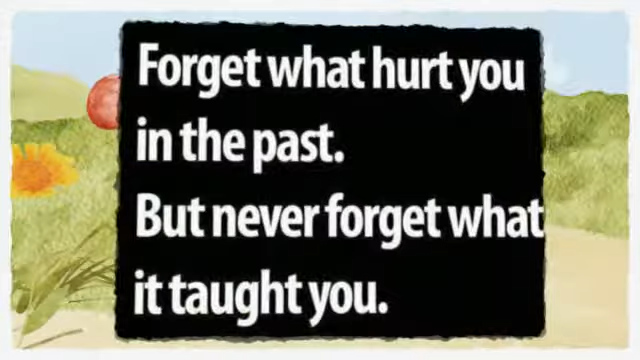 Forget what hurt you
in the past.
But never forget what
it taught you.